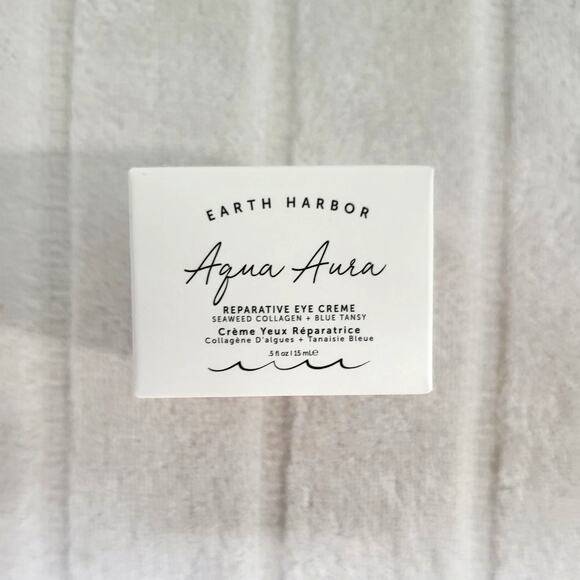 EARTH HARBOR
Aqua Aura
REPARATIVE EYE CREME
SEAWEED COLLAGEN + BLUE TANSY
Crème Yeux Réparatrice
Collagène D'algues + Tanaisie Bleue
.5 fl oz | 15 mL℮